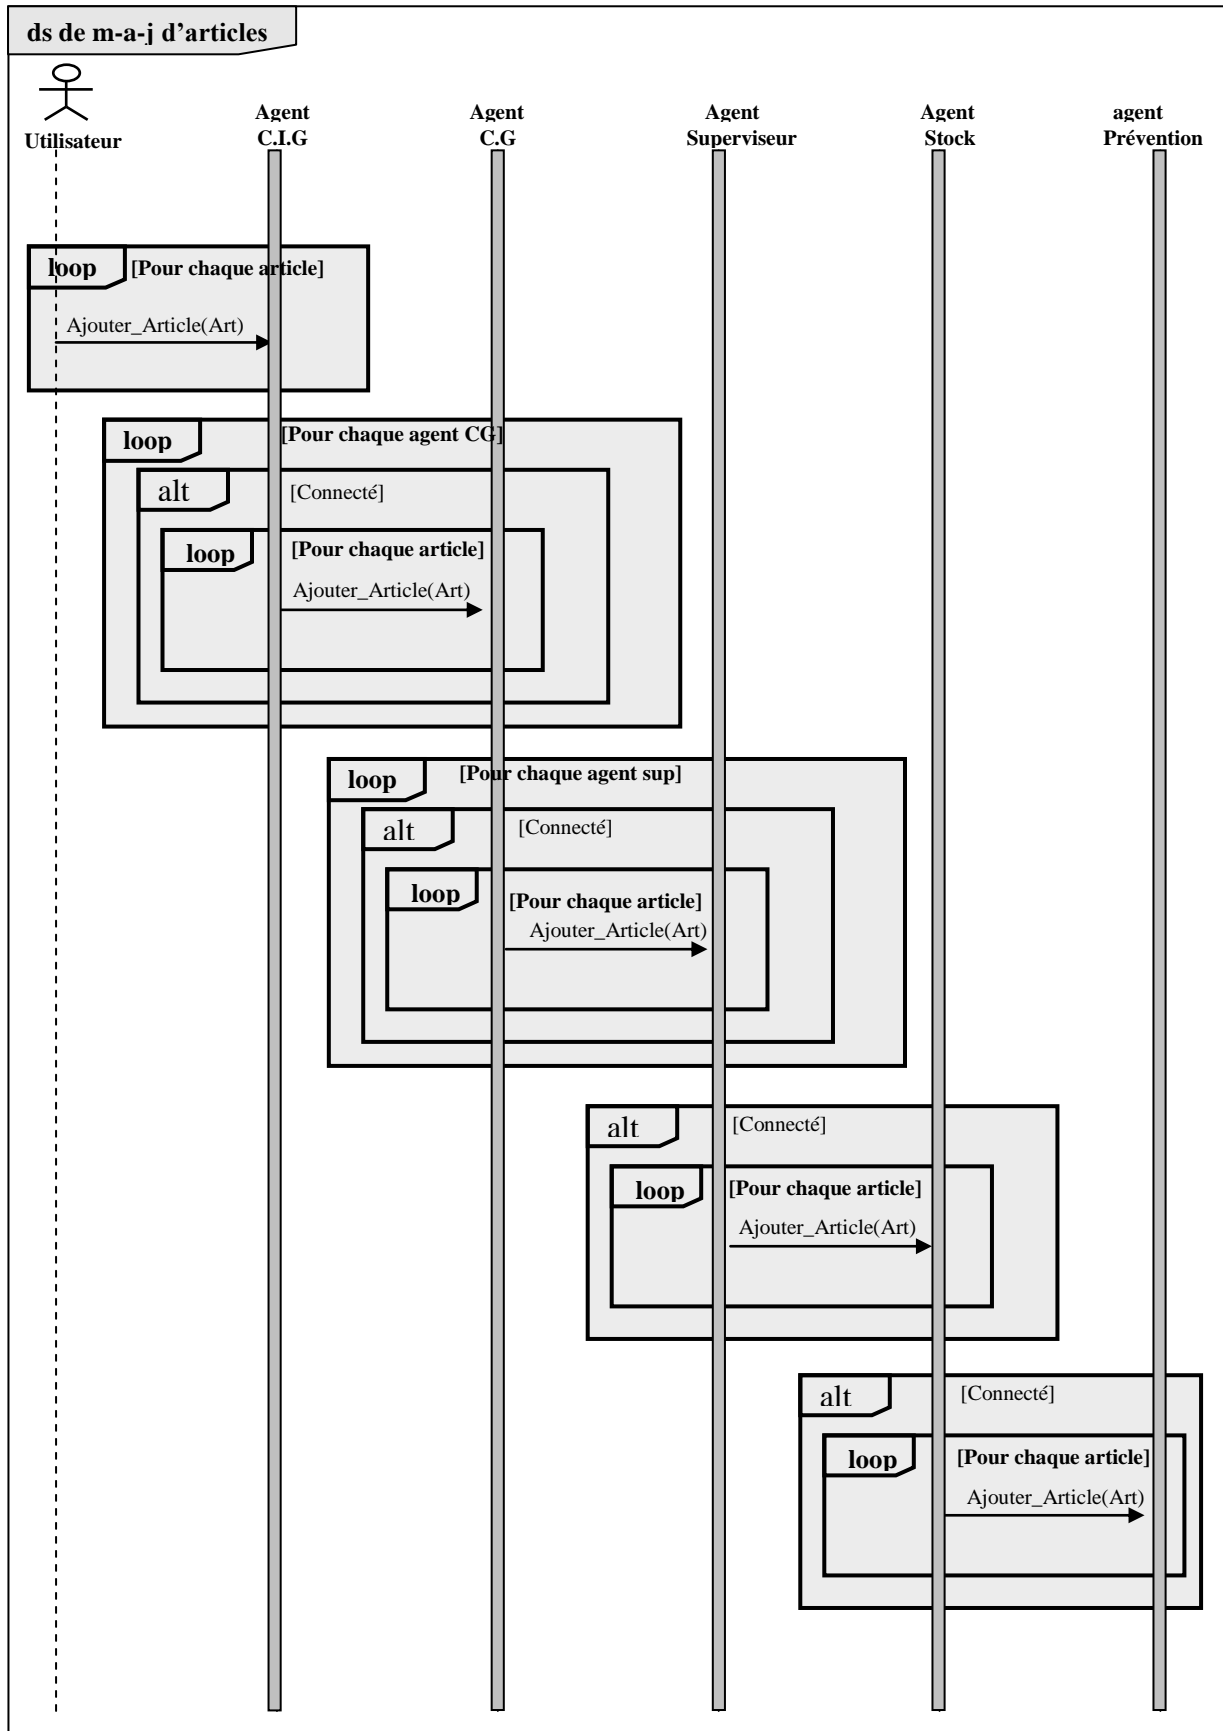 ds de m-a-j d’articles
Utilisateur
Agent
C.I.G
Agent
C.G
Agent
Superviseur
Agent
Stock
agent
Prévention
loop
[Pour chaque article]
Ajouter_Article(Art)
loop
[Pour chaque agent CG]
alt
[Connecté]
loop
[Pour chaque article]
Ajouter_Article(Art)
loop
[Pour chaque agent sup]
alt
[Connecté]
loop
[Pour chaque article]
Ajouter_Article(Art)
alt
[Connecté]
loop
[Pour chaque article]
Ajouter_Article(Art)
alt
[Connecté]
loop
[Pour chaque article]
Ajouter_Article(Art)